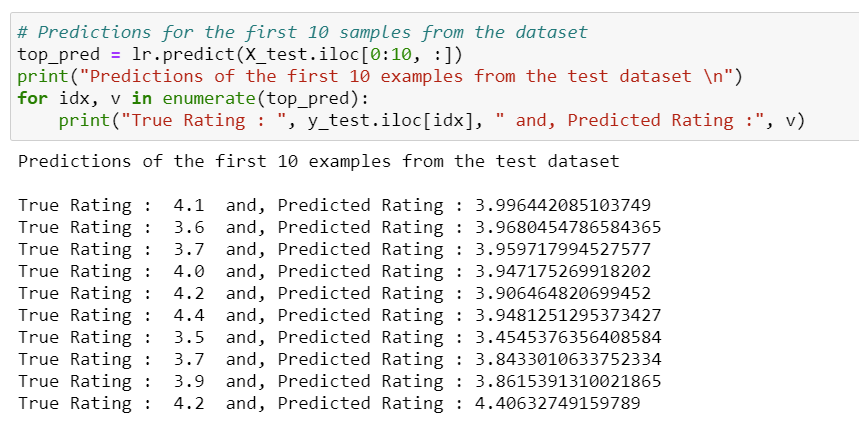 # Predictions for the first 10 samples from the dataset
top_pred = lr.predict(X_test.iloc[0:10, :])
print("Predictions of the first 10 examples from the test dataset \n")
for idx, v in enumerate(top_pred):
    print("True Rating : ", y_test.iloc[idx], " and, Predicted Rating :", v)
Predictions of the first 10 examples from the test dataset
True Rating :  4.1  and, Predicted Rating : 3.996442085103749
True Rating :  3.6  and, Predicted Rating : 3.9680454786584365
True Rating :  3.7  and, Predicted Rating : 3.959717994527577
True Rating :  4.0  and, Predicted Rating : 3.947175269918202
True Rating :  4.2  and, Predicted Rating : 3.906464820699452
True Rating :  4.4  and, Predicted Rating : 3.9481251295373427
True Rating :  3.5  and, Predicted Rating : 3.4545376356408584
True Rating :  3.7  and, Predicted Rating : 3.8433010633752334
True Rating :  3.9  and, Predicted Rating : 3.8615391310021865
True Rating :  4.2  and, Predicted Rating : 4.40632749159789